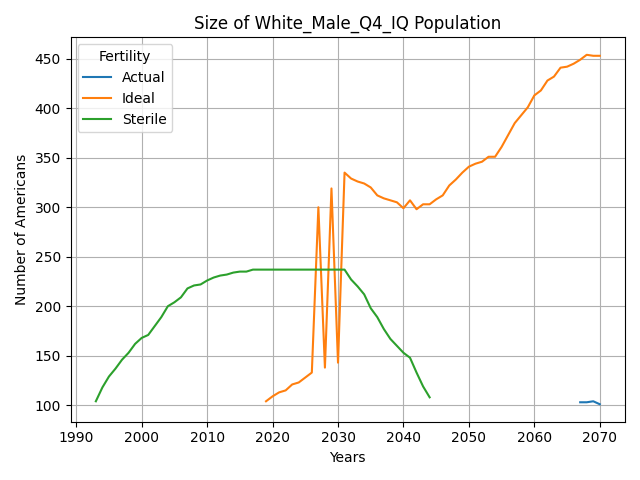 Size of White_Male_Q4_IQ Population
Number of Americans
450
400
350
300
250
200
150
100
Fertility
Actual
Ideal
Sterile
1990 2000 2010 2020 2030 2040 2050 2060 2070
Years